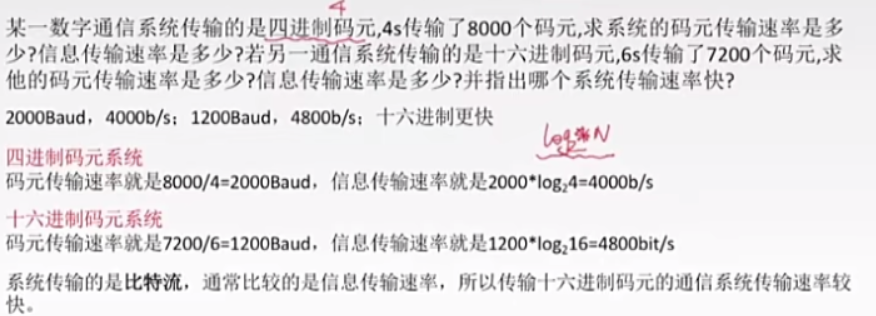 4
某一数字通信系统传输的是四进制码元,4s传输了8000个码元,求系统的码元传输速率是多
少?信息传输速率是多少?若另一通信系统传输的是十六进制码元,6s传输了7200个码元,求
他的码元传输速率是多少?信息传输速率是多少?并指出哪个系统传输速率快?
2000Baud，4000b/s；1200Baud，4800b/s；十六进制更快
四进制码元系统
码元传输速率就是8000/4=2000Baud，信息传输速率就是2000*log₂4=4000b/s
十六进制码元系统
码元传输速率就是7200/6=1200Baud，信息传输速率就是1200*log₂16=4800bit/s
系统传输的是比特流，通常比较的是信息传输速率，所以传输十六进制码元的通信系统传输速率较
快。